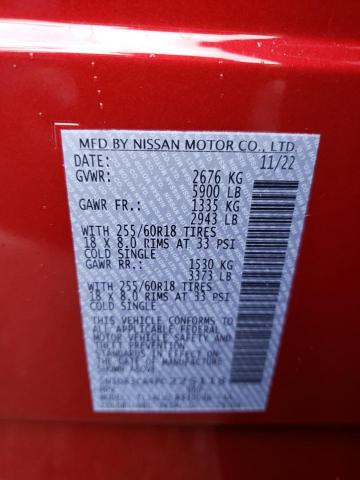 MFD BY NISSAN MOTOR CO., LTD.
DATE: 11/22
GVWR: 2676 KG
5900 LB
GAWR FR: 1335 KG
2943 LB
WITH 255/60R18 TIRES
18 X 8.0 RIMS AT 33 PSI
COLD SINGLE
GAWR RR: 1530 KG
3373 LB
WITH 255/60R18 TIRES
18 X 8.0 RIMS AT 33 PSI
COLD SINGLE
THIS VEHICLE CONFORMS TO ALL
APPLICABLE FEDERAL
MOTOR VEHICLE SAFETY
STANDARDS IN EFFECT ON
THE DATE OF MANUFACTURE
SHOWN ABOVE.